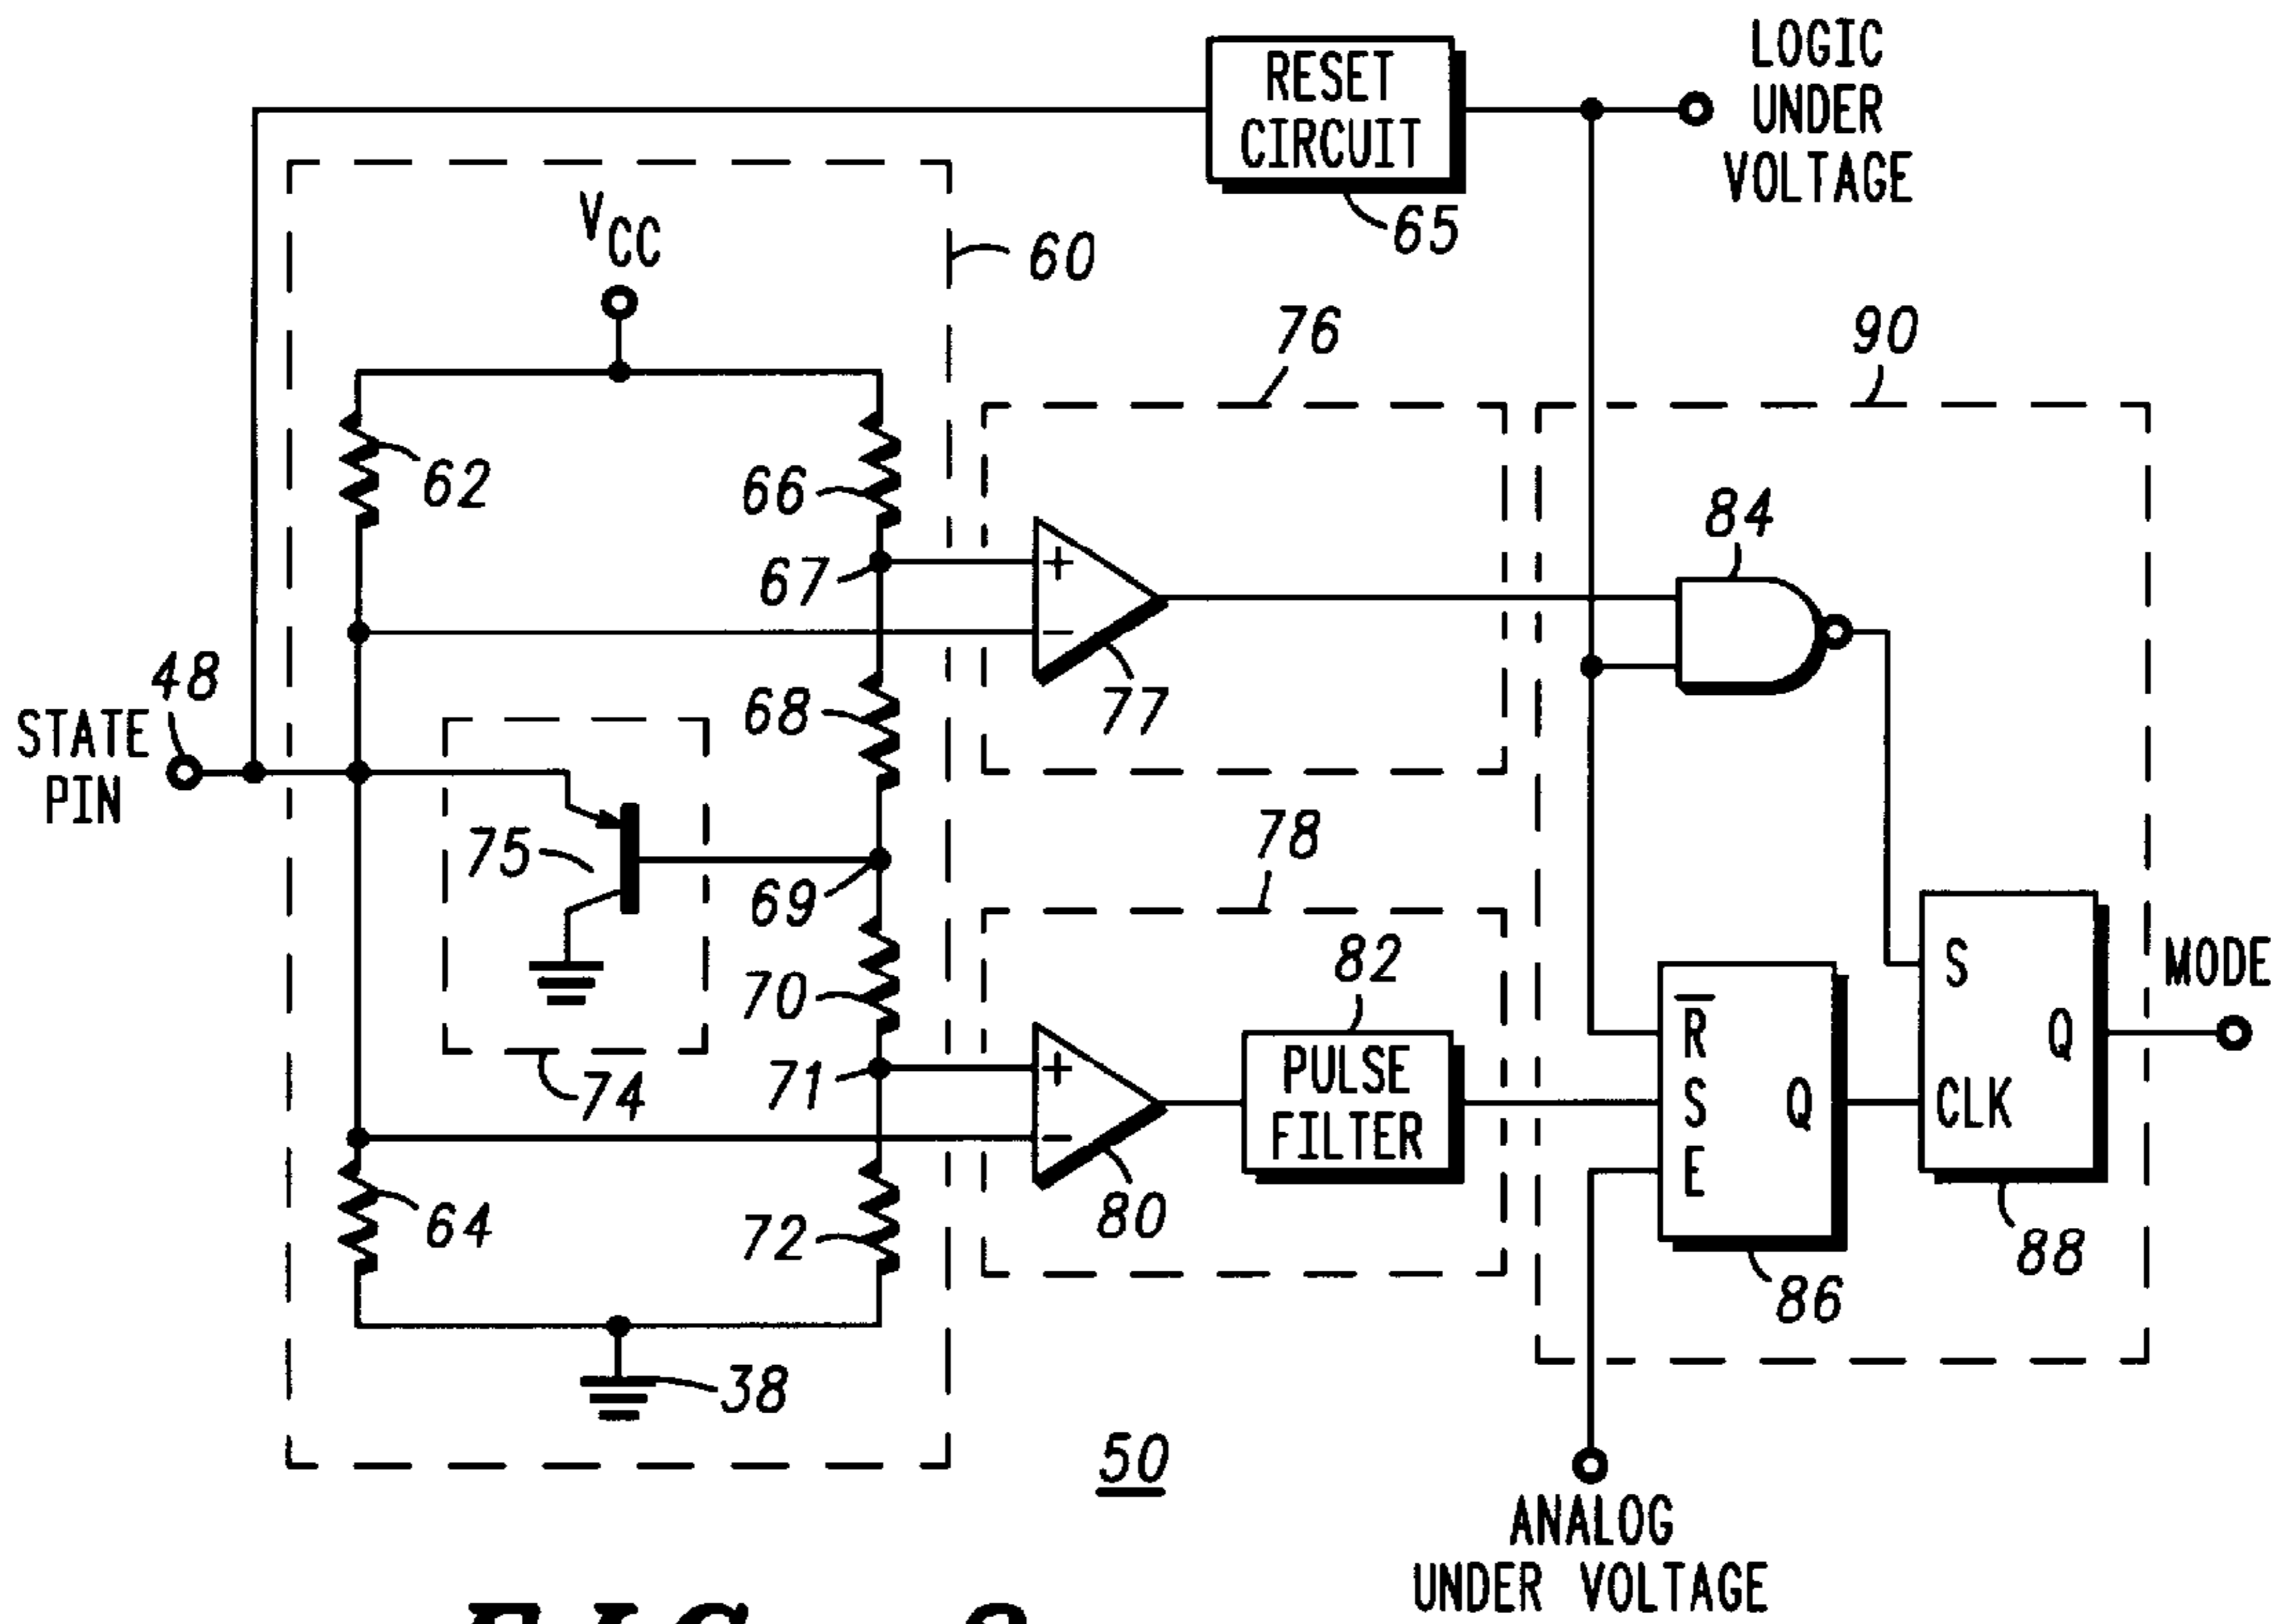 RESET
CIRCUIT
65
LOGIC
UNDER
VOLTAGE
VCC
60
76
90
62
66
67
77
84
48
STATE
PIN
68
75
69
74
78
82
PULSE
FILTER
70
71
80
64
72
38
R̅
S
E
Q
86
S
CLK
Q
88
MODE
50
ANALOG
UNDER VOLTAGE